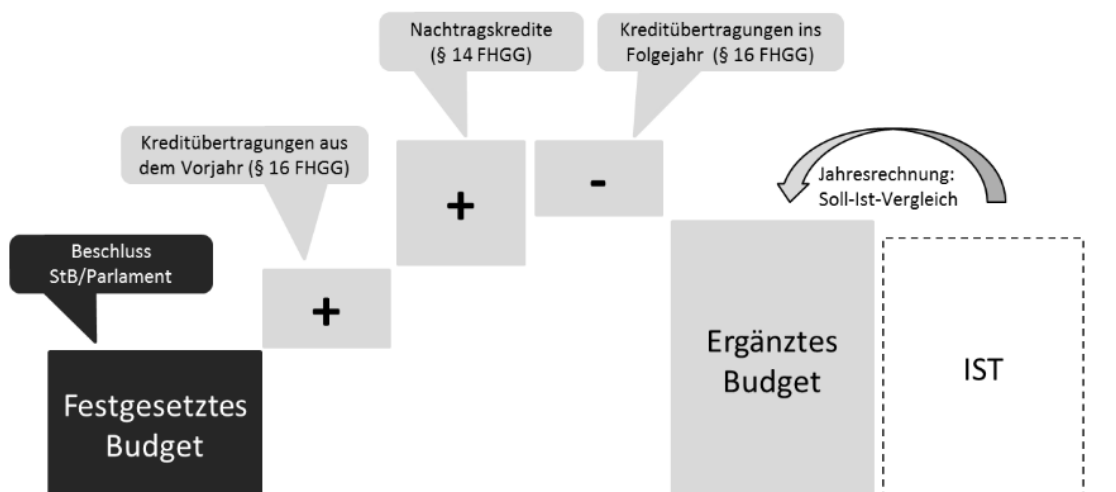 Nachtragskredite
(§ 14 FHGG)
Kreditübertragungen ins
Folgejahr (§ 16 FHGG)
Kreditübertragungen aus
dem Vorjahr (§ 16 FHGG)
+
-
Jahresrechnung:
Soll-Ist-Vergleich
Beschluss
StB/Parlament
+
Ergänztes
Budget
IST
Festgesetztes
Budget